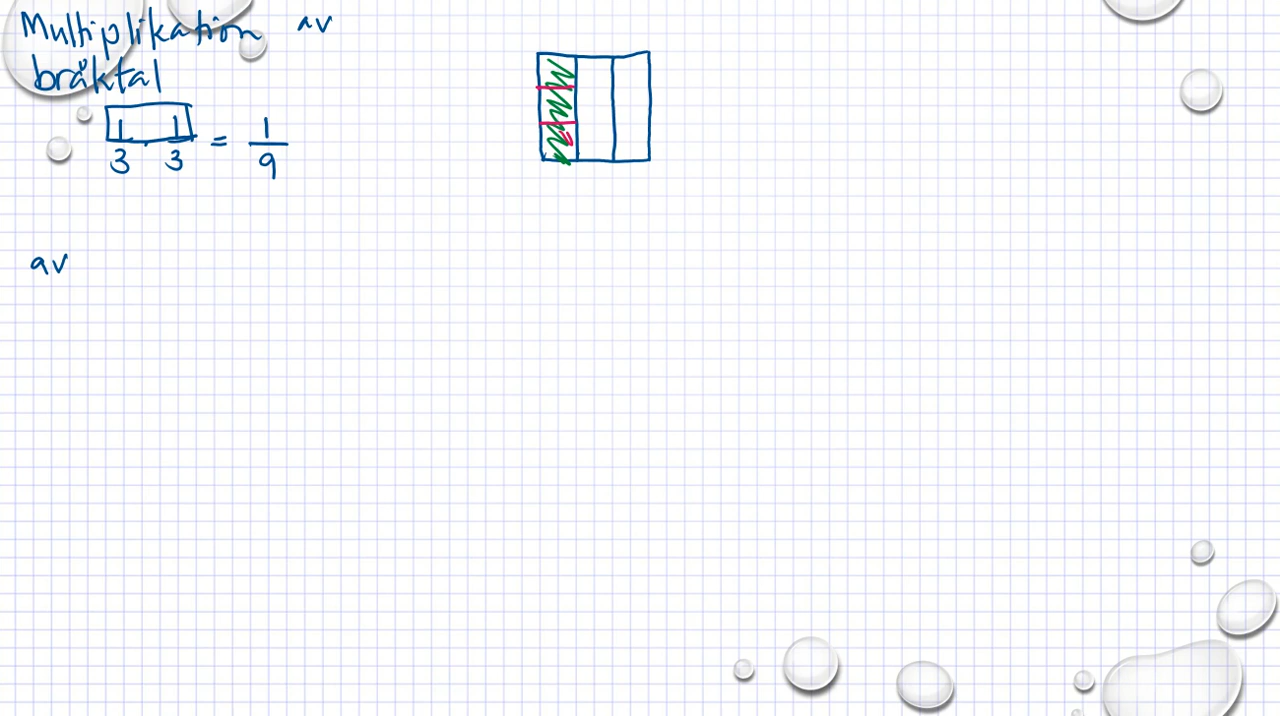 Multiplikation av
bråktal
1/3 · 1/3 = 1/9
av